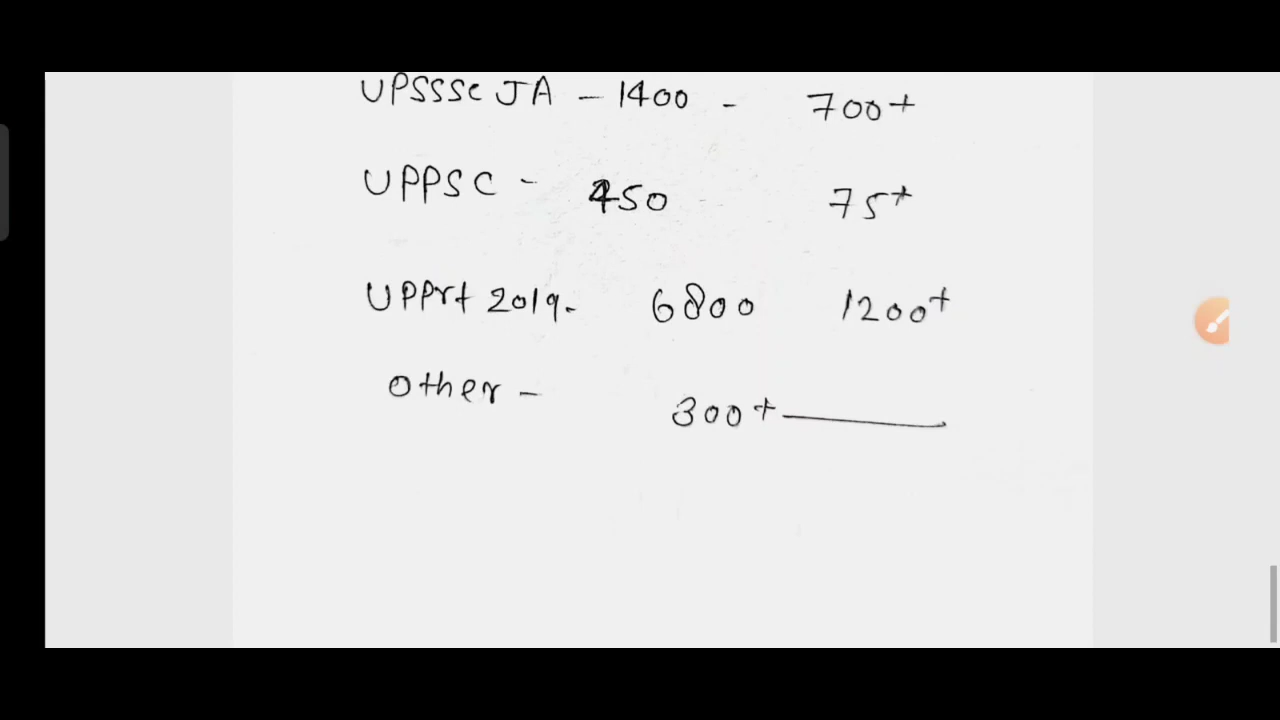 UPSSSC JA - 1400 - 700+
UPPSC - 450 75+
UPPrt 2019- 6800 1200+
Other - 300+